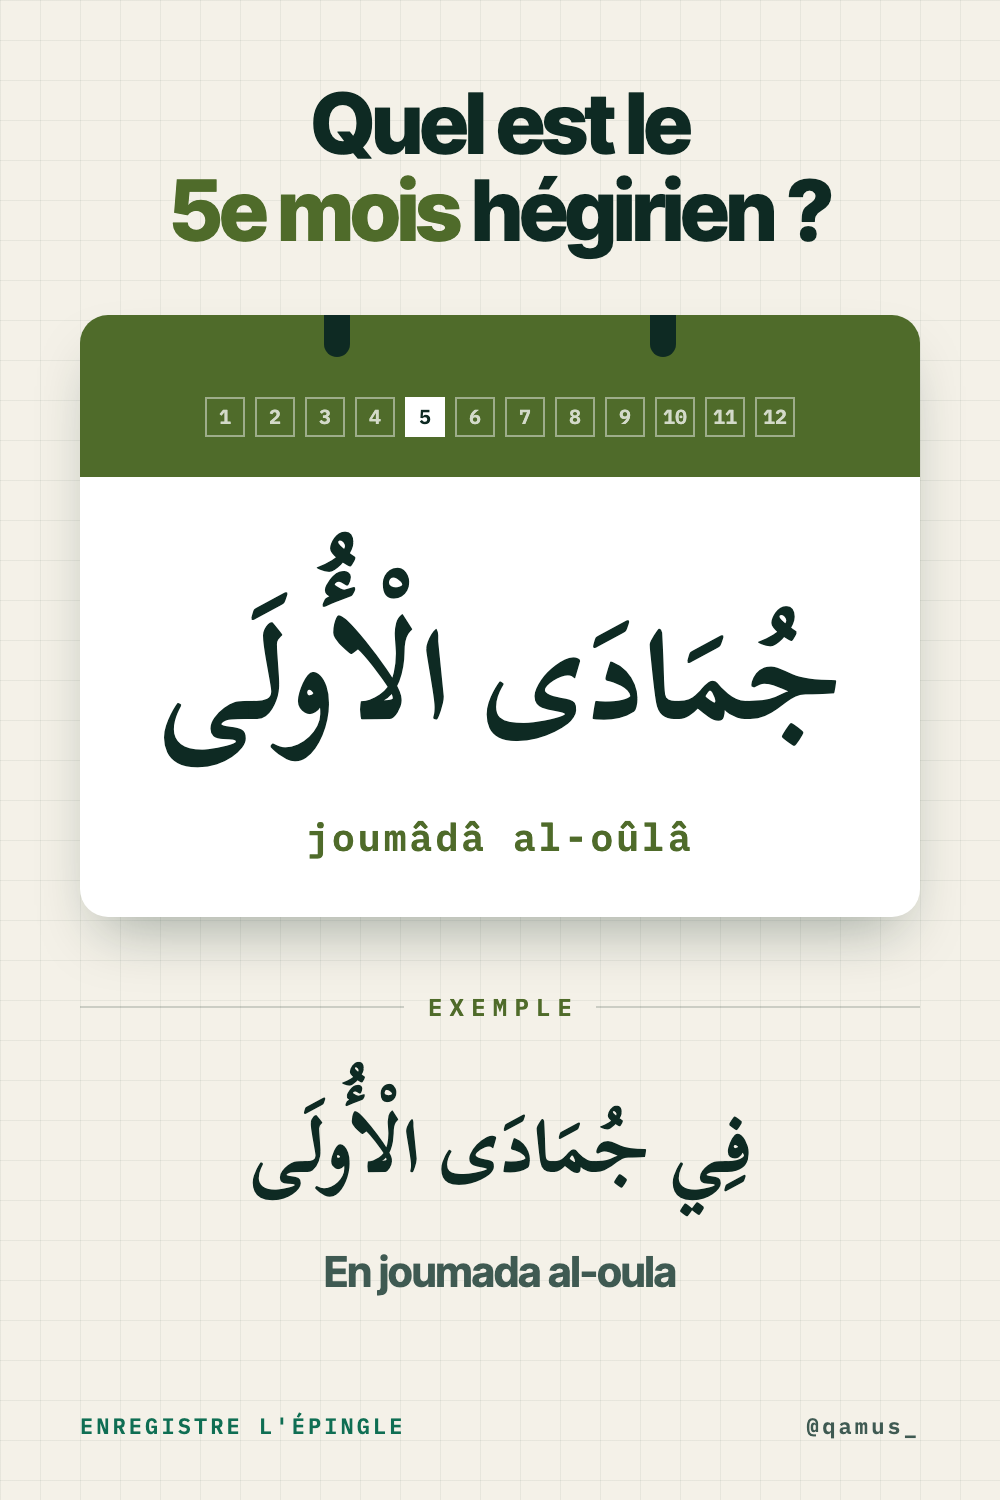 Quel est le
5e mois hégirien ?
1 2 3 4 5 6 7 8 9 10 11 12
جُمَادَى الْأُولَى
joumâdâ al-oûlâ
EXEMPLE
فِي جُمَادَى الْأُولَى
En joumada al-oula
ENREGISTRE L'ÉPINGLE
@qamus_